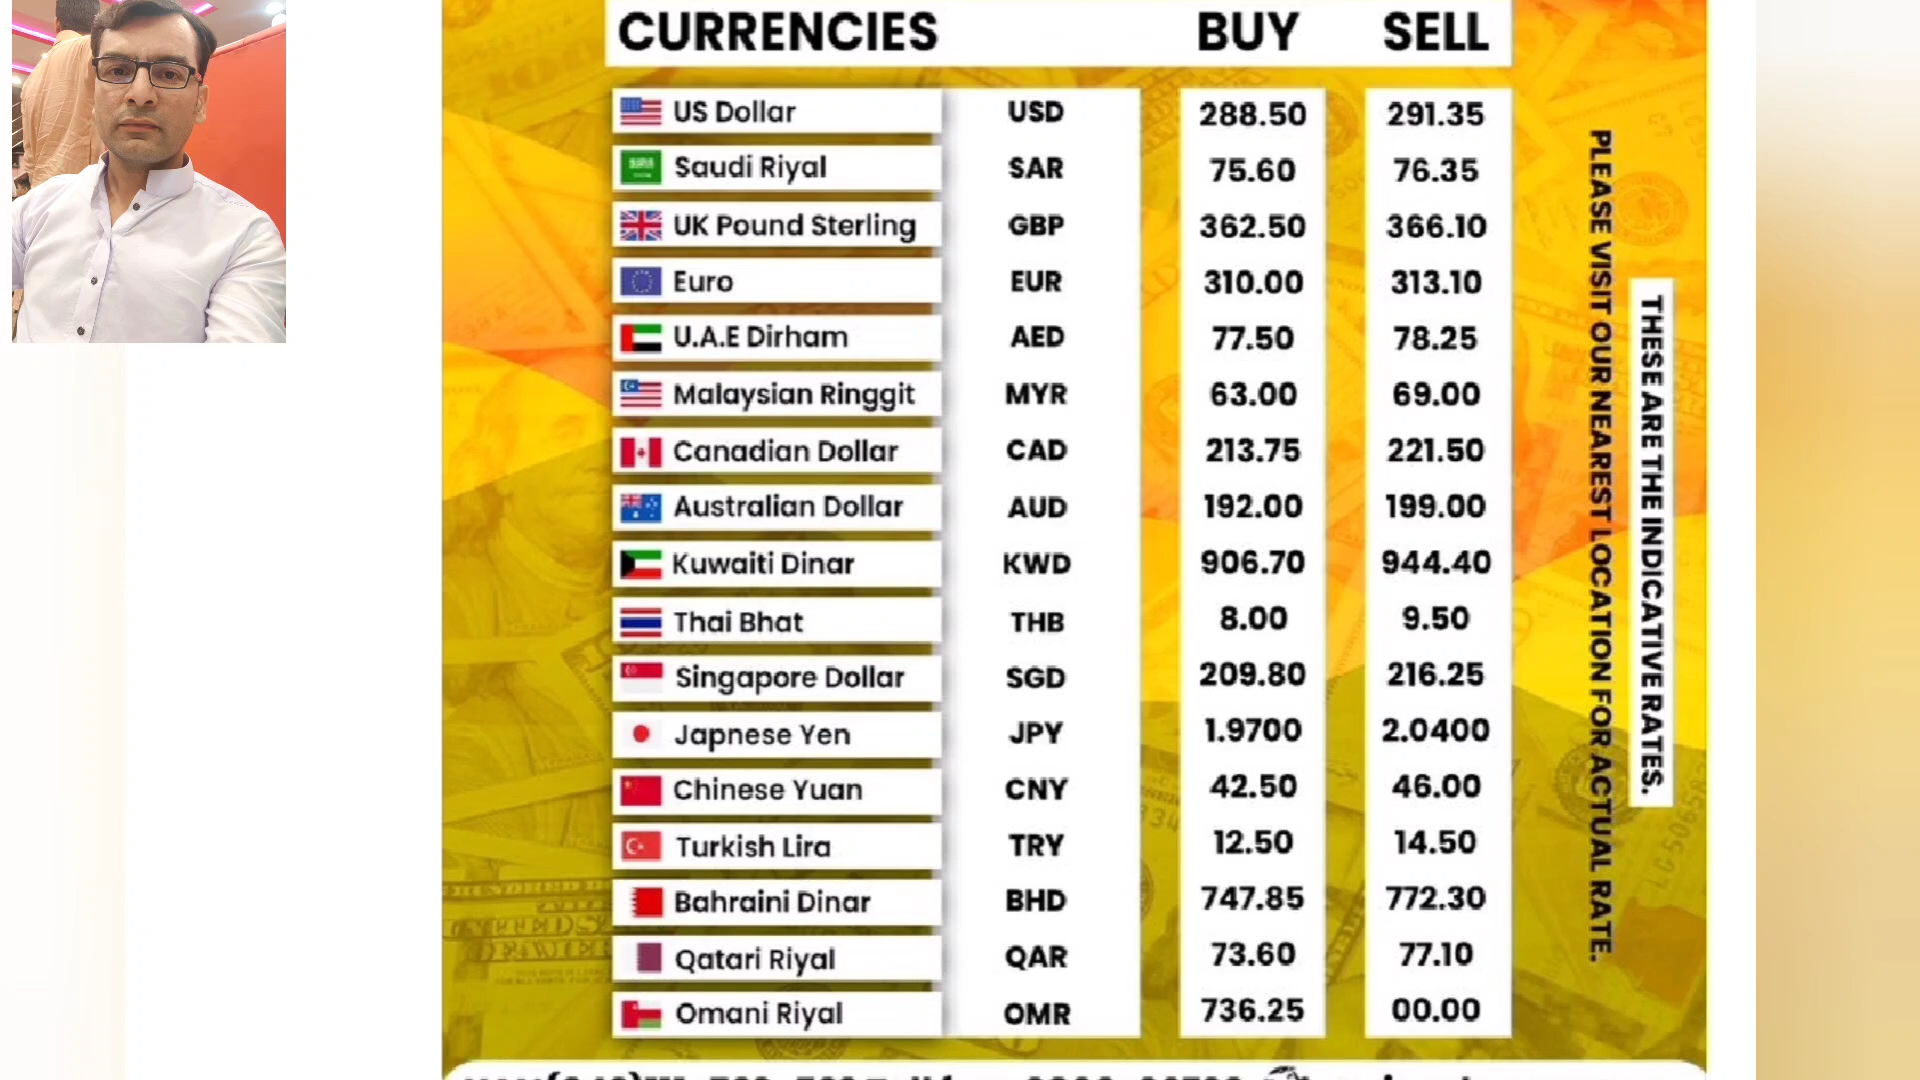 CURRENCIES BUY SELL
US Dollar USD 288.50 291.35
Saudi Riyal SAR 75.60 76.35
UK Pound Sterling GBP 362.50 366.10
Euro EUR 310.00 313.10
U.A.E Dirham AED 77.50 78.25
Malaysian Ringgit MYR 63.00 69.00
Canadian Dollar CAD 213.75 221.50
Australian Dollar AUD 192.00 199.00
Kuwaiti Dinar KWD 906.70 944.40
Thai Bhat THB 8.00 9.50
Singapore Dollar SGD 209.80 216.25
Japnese Yen JPY 1.9700 2.0400
Chinese Yuan CNY 42.50 46.00
Turkish Lira TRY 12.50 14.50
Bahraini Dinar BHD 747.85 772.30
Qatari Riyal QAR 73.60 77.10
Omani Riyal OMR 736.25 00.00
THESE ARE THE INDICATIVE RATES.
PLEASE VISIT OUR NEAREST LOCATION FOR ACTUAL RATE.